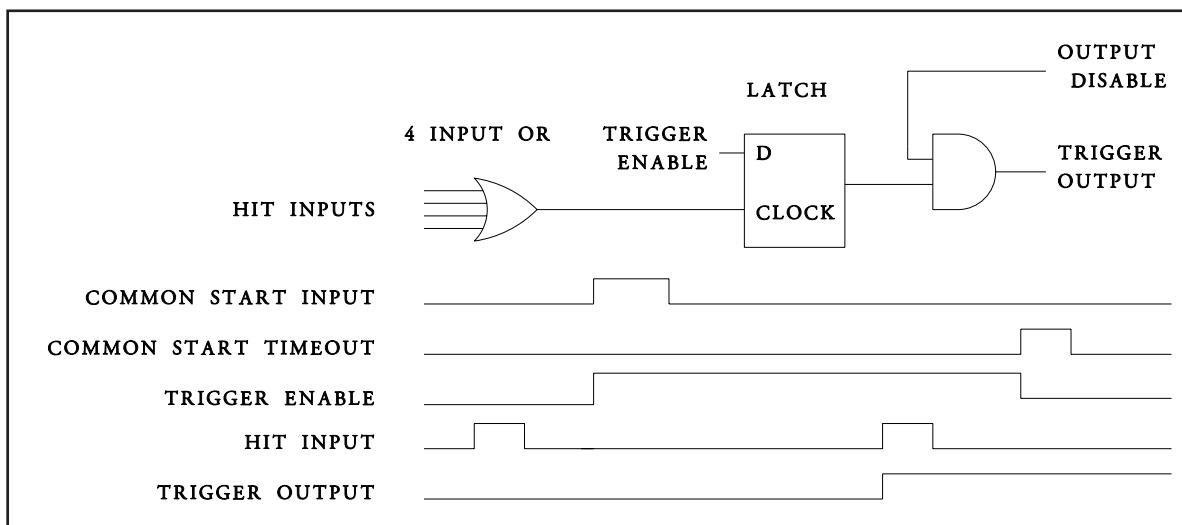 OUTPUT
DISABLE
LATCH
4 INPUT OR
TRIGGER
ENABLE
D
TRIGGER
OUTPUT
HIT INPUTS
CLOCK
COMMON START INPUT
COMMON START TIMEOUT
TRIGGER ENABLE
HIT INPUT
TRIGGER OUTPUT